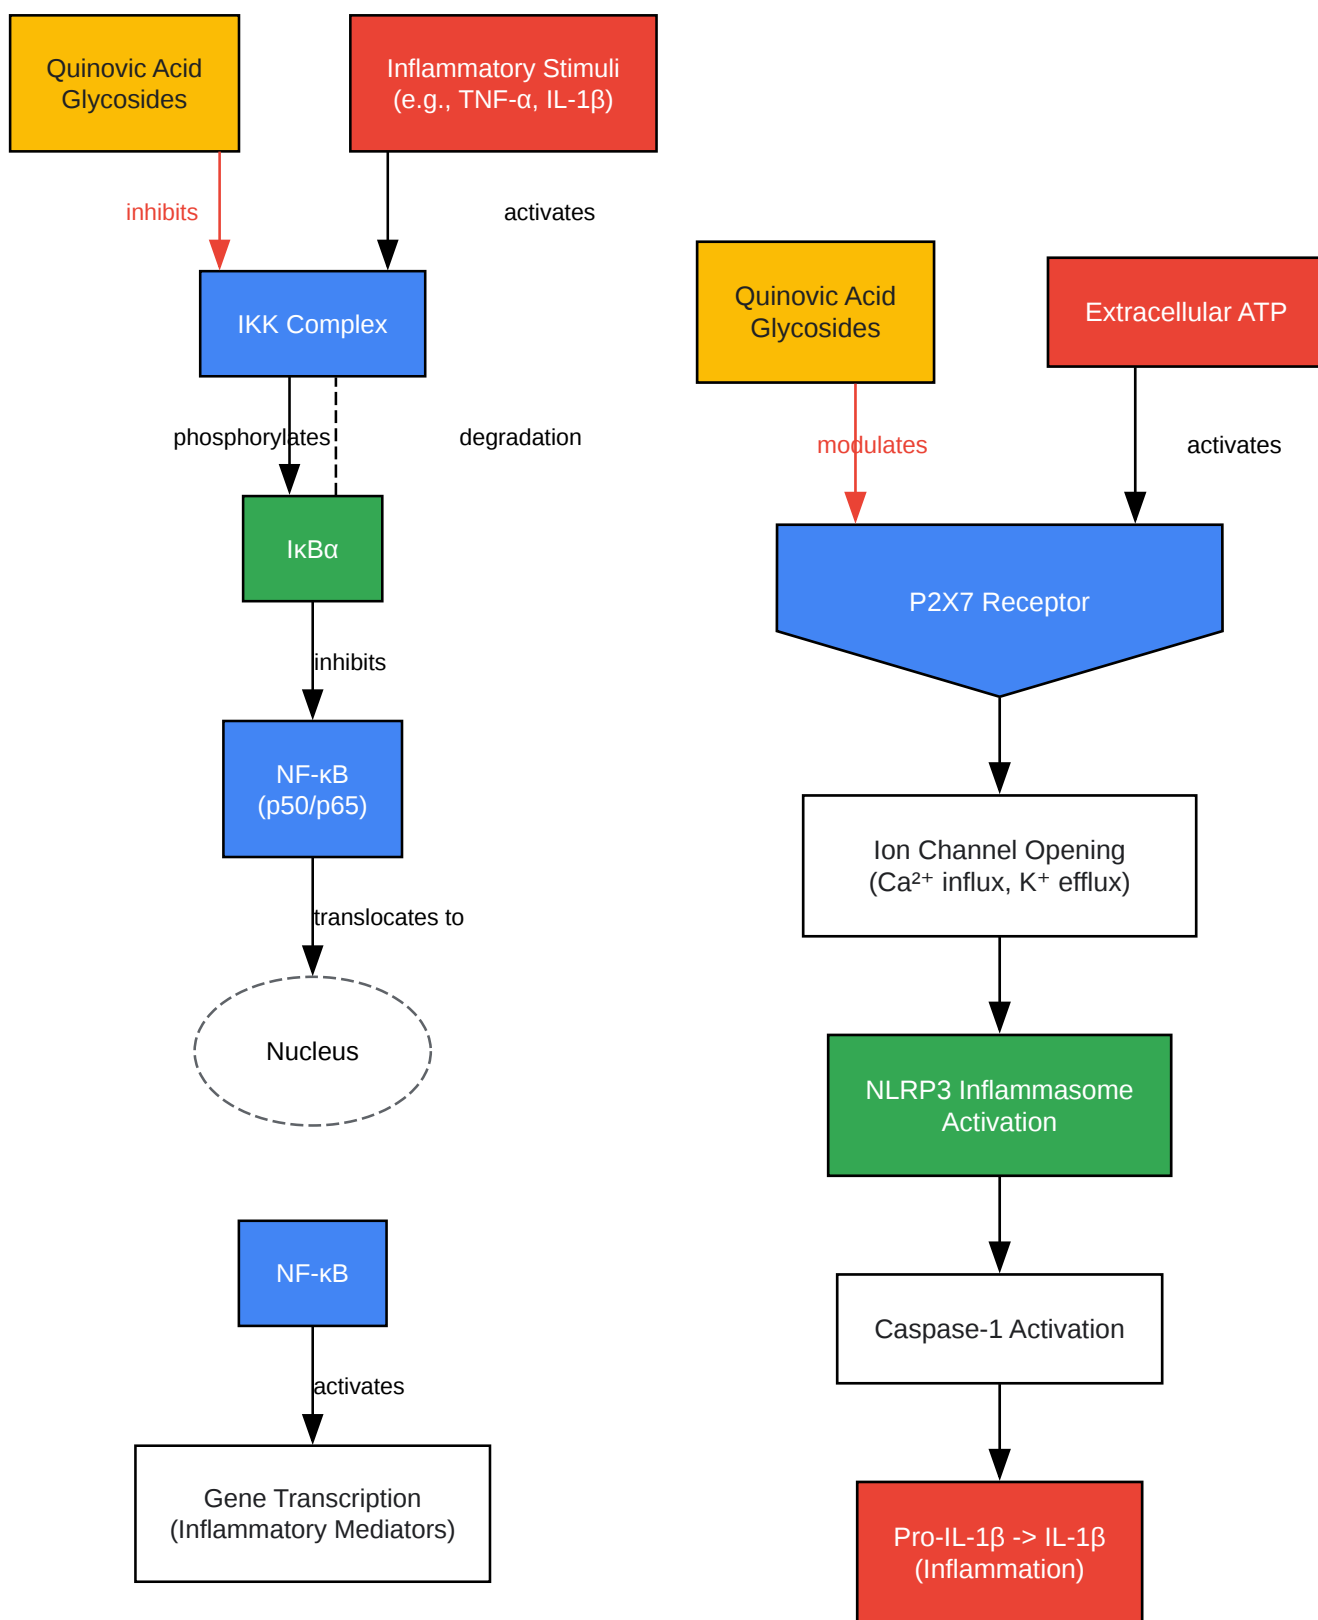 Quinovic Acid
Glycosides
Inflammatory Stimuli
(e.g., TNF-α, IL-1β)
inhibits
activates
IKK Complex
phosphorylates
degradation
IκBα
inhibits
NF-κB
(p50/p65)
translocates to
Nucleus
NF-κB
activates
Gene Transcription
(Inflammatory Mediators)
Quinovic Acid
Glycosides
Extracellular ATP
modulates
activates
P2X7 Receptor
Ion Channel Opening
(Ca²⁺ influx, K⁺ efflux)
NLRP3 Inflammasome
Activation
Caspase-1 Activation
Pro-IL-1β -> IL-1β
(Inflammation)